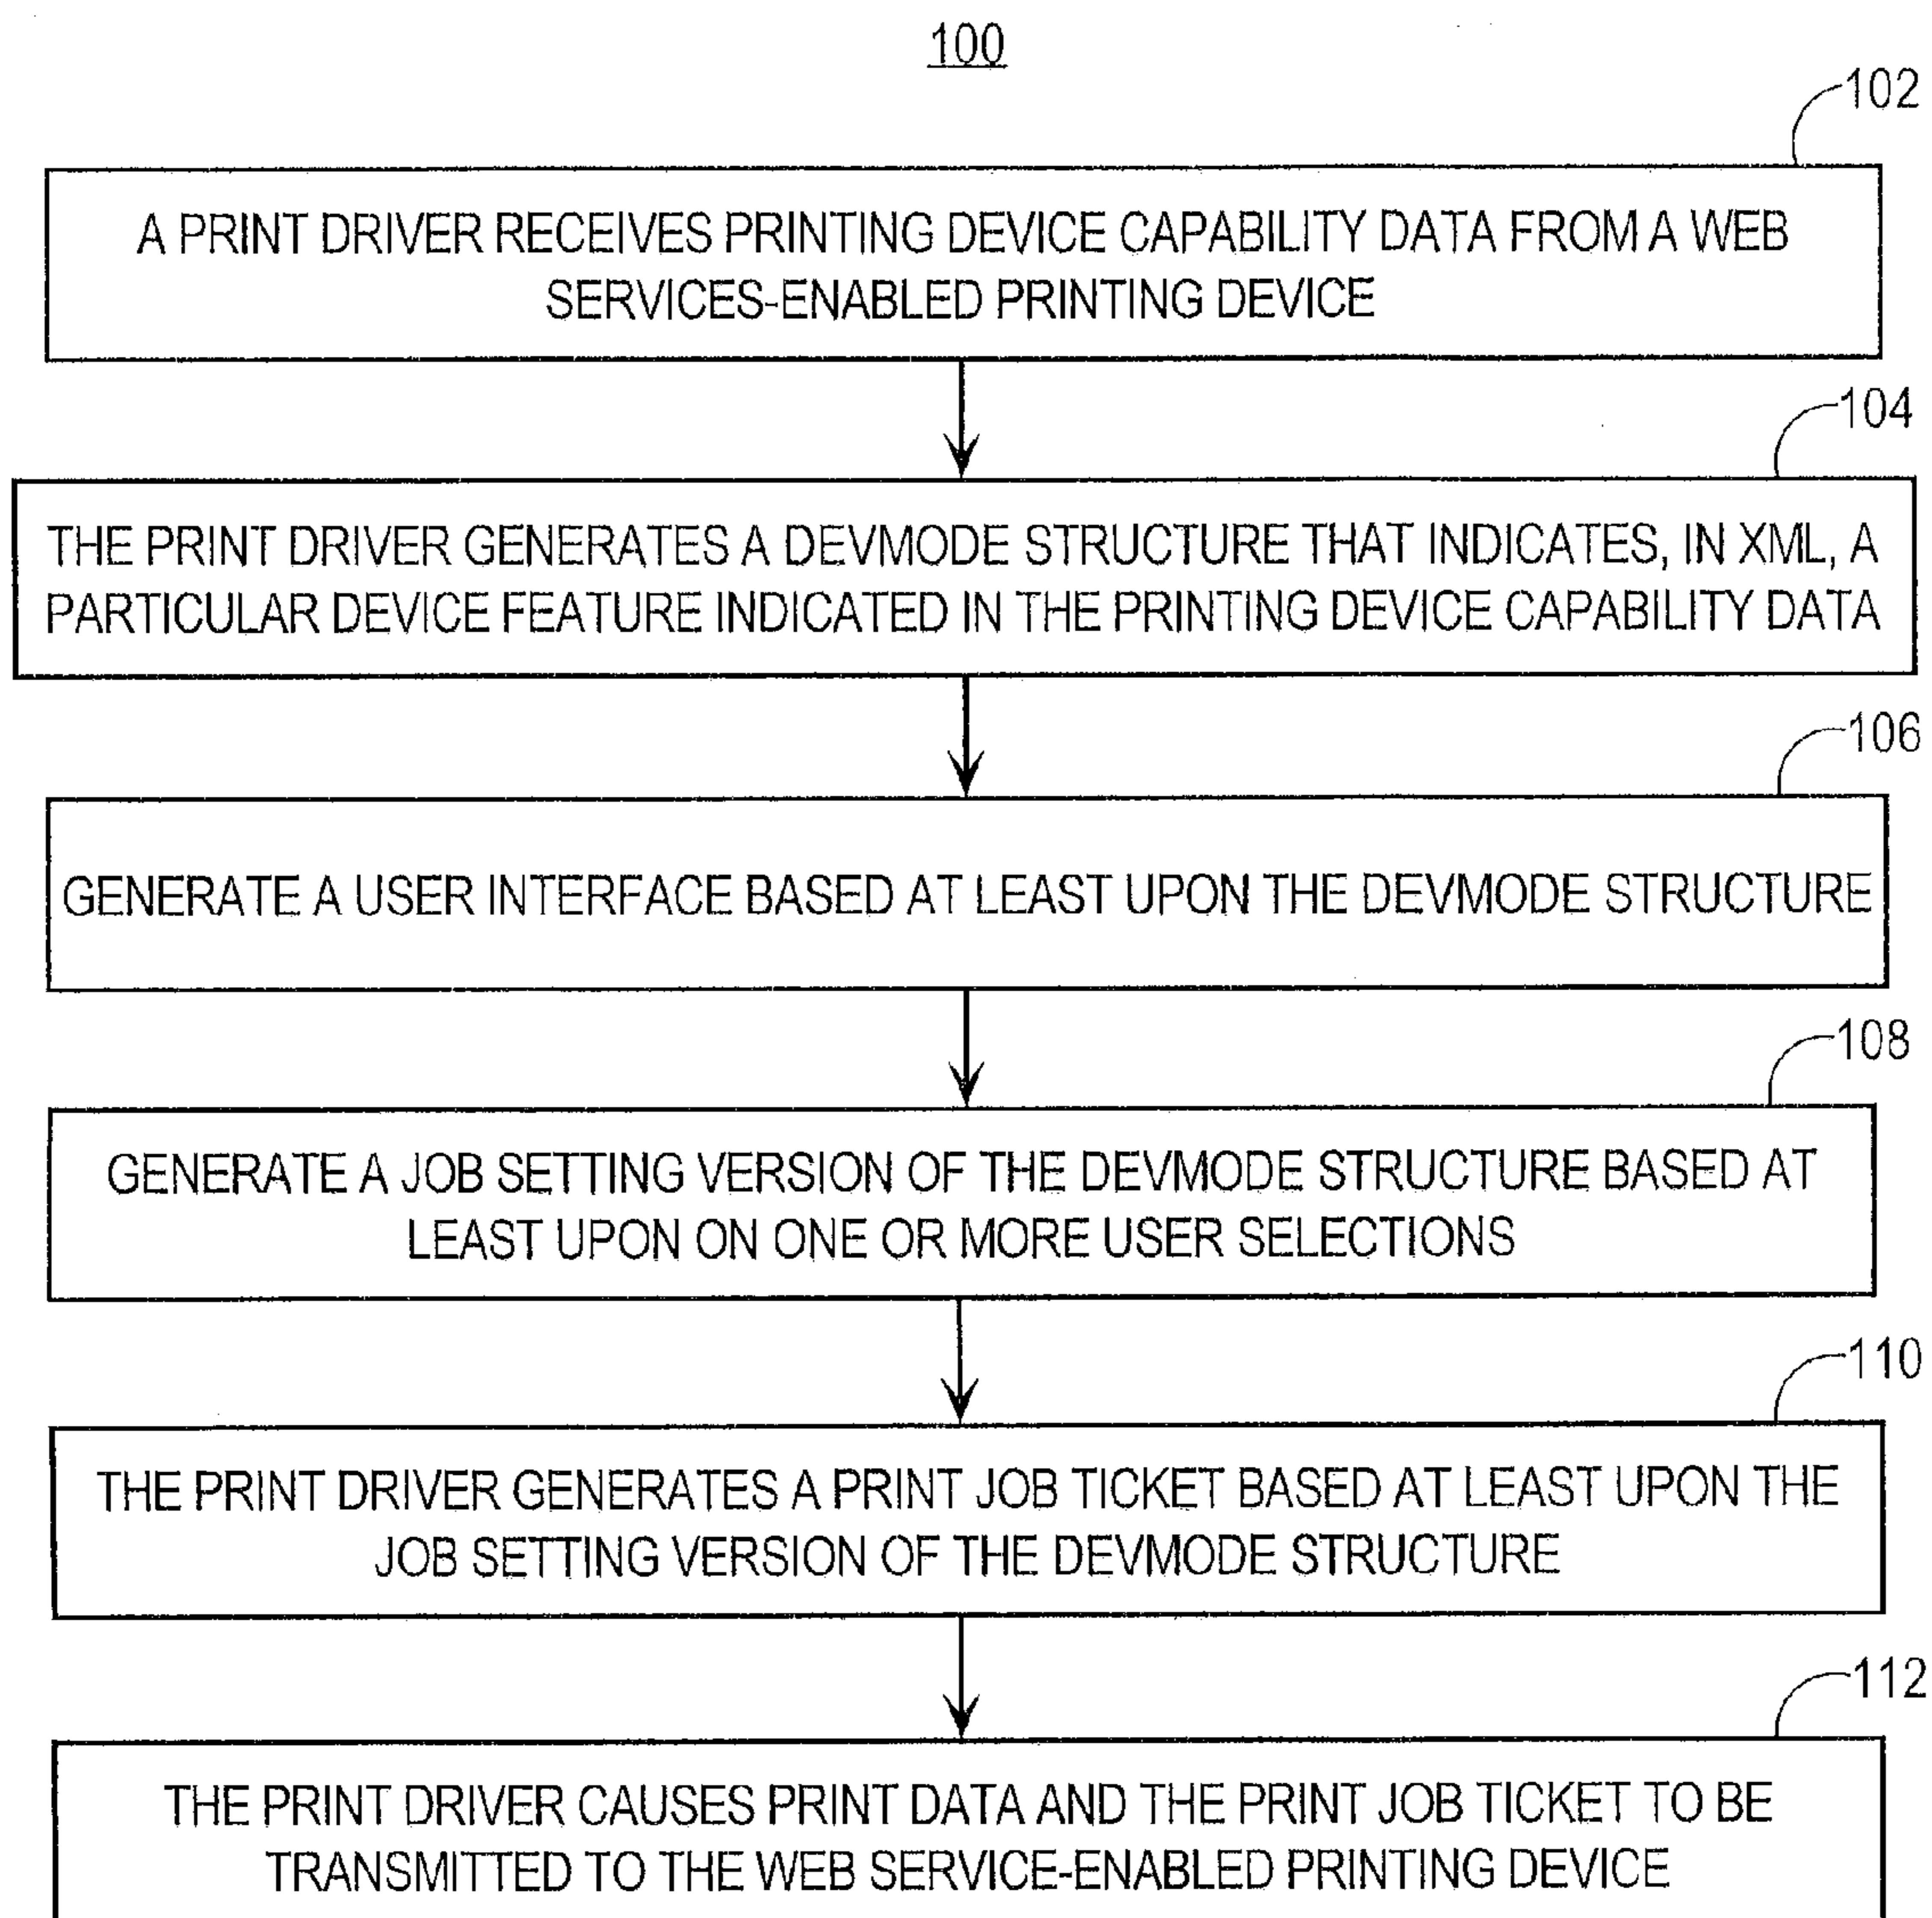 100
102
A PRINT DRIVER RECEIVES PRINTING DEVICE CAPABILITY DATA FROM A WEB
SERVICES-ENABLED PRINTING DEVICE
104
THE PRINT DRIVER GENERATES A DEVMODE STRUCTURE THAT INDICATES, IN XML, A
PARTICULAR DEVICE FEATURE INDICATED IN THE PRINTING DEVICE CAPABILITY DATA
106
GENERATE A USER INTERFACE BASED AT LEAST UPON THE DEVMODE STRUCTURE
108
GENERATE A JOB SETTING VERSION OF THE DEVMODE STRUCTURE BASED AT
LEAST UPON ON ONE OR MORE USER SELECTIONS
110
THE PRINT DRIVER GENERATES A PRINT JOB TICKET BASED AT LEAST UPON THE
JOB SETTING VERSION OF THE DEVMODE STRUCTURE
112
THE PRINT DRIVER CAUSES PRINT DATA AND THE PRINT JOB TICKET TO BE
TRANSMITTED TO THE WEB SERVICE-ENABLED PRINTING DEVICE